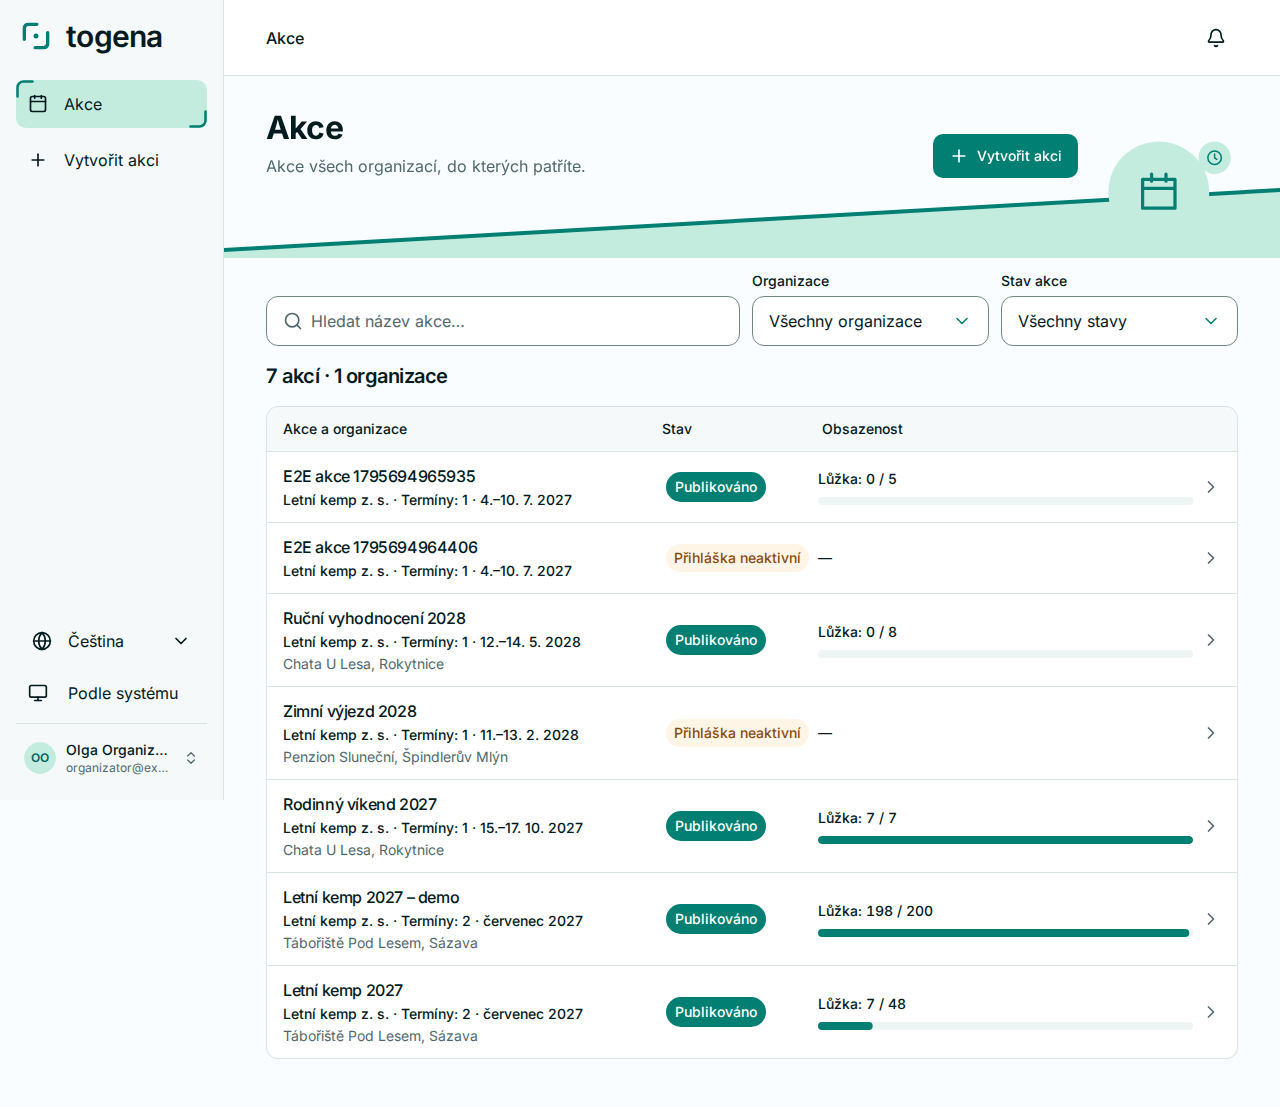 togena
Akce
Akce
Vytvořit akci
Akce
Akce všech organizací, do kterých patříte.
Vytvořit akci
Organizace
Stav akce
Hledat název akce...
Všechny organizace
Všechny stavy
7 akcí · 1 organizace
Akce a organizace
Stav
Obsazenost
E2E akce 1795694965935
Letní kemp z. s. · Termíny: 1 · 4.–10. 7. 2027
Publikováno
Lůžka: 0 / 5
E2E akce 1795694964406
Letní kemp z. s. · Termíny: 1 · 4.–10. 7. 2027
Přihláška neaktivní
—
Ruční vyhodnocení 2028
Letní kemp z. s. · Termíny: 1 · 12.–14. 5. 2028
Chata U Lesa, Rokytnice
Publikováno
Lůžka: 0 / 8
Zimní výjezd 2028
Letní kemp z. s. · Termíny: 1 · 11.–13. 2. 2028
Penzion Sluneční, Špindlerův Mlýn
Přihláška neaktivní
—
Rodinný víkend 2027
Letní kemp z. s. · Termíny: 1 · 15.–17. 10. 2027
Chata U Lesa, Rokytnice
Publikováno
Lůžka: 7 / 7
Letní kemp 2027 – demo
Letní kemp z. s. · Termíny: 2 · červenec 2027
Tábořiště Pod Lesem, Sázava
Publikováno
Lůžka: 198 / 200
Letní kemp 2027
Letní kemp z. s. · Termíny: 2 · červenec 2027
Tábořiště Pod Lesem, Sázava
Publikováno
Lůžka: 7 / 48
Čeština
Podle systému
OO
Olga Organiz...
organizator@ex...